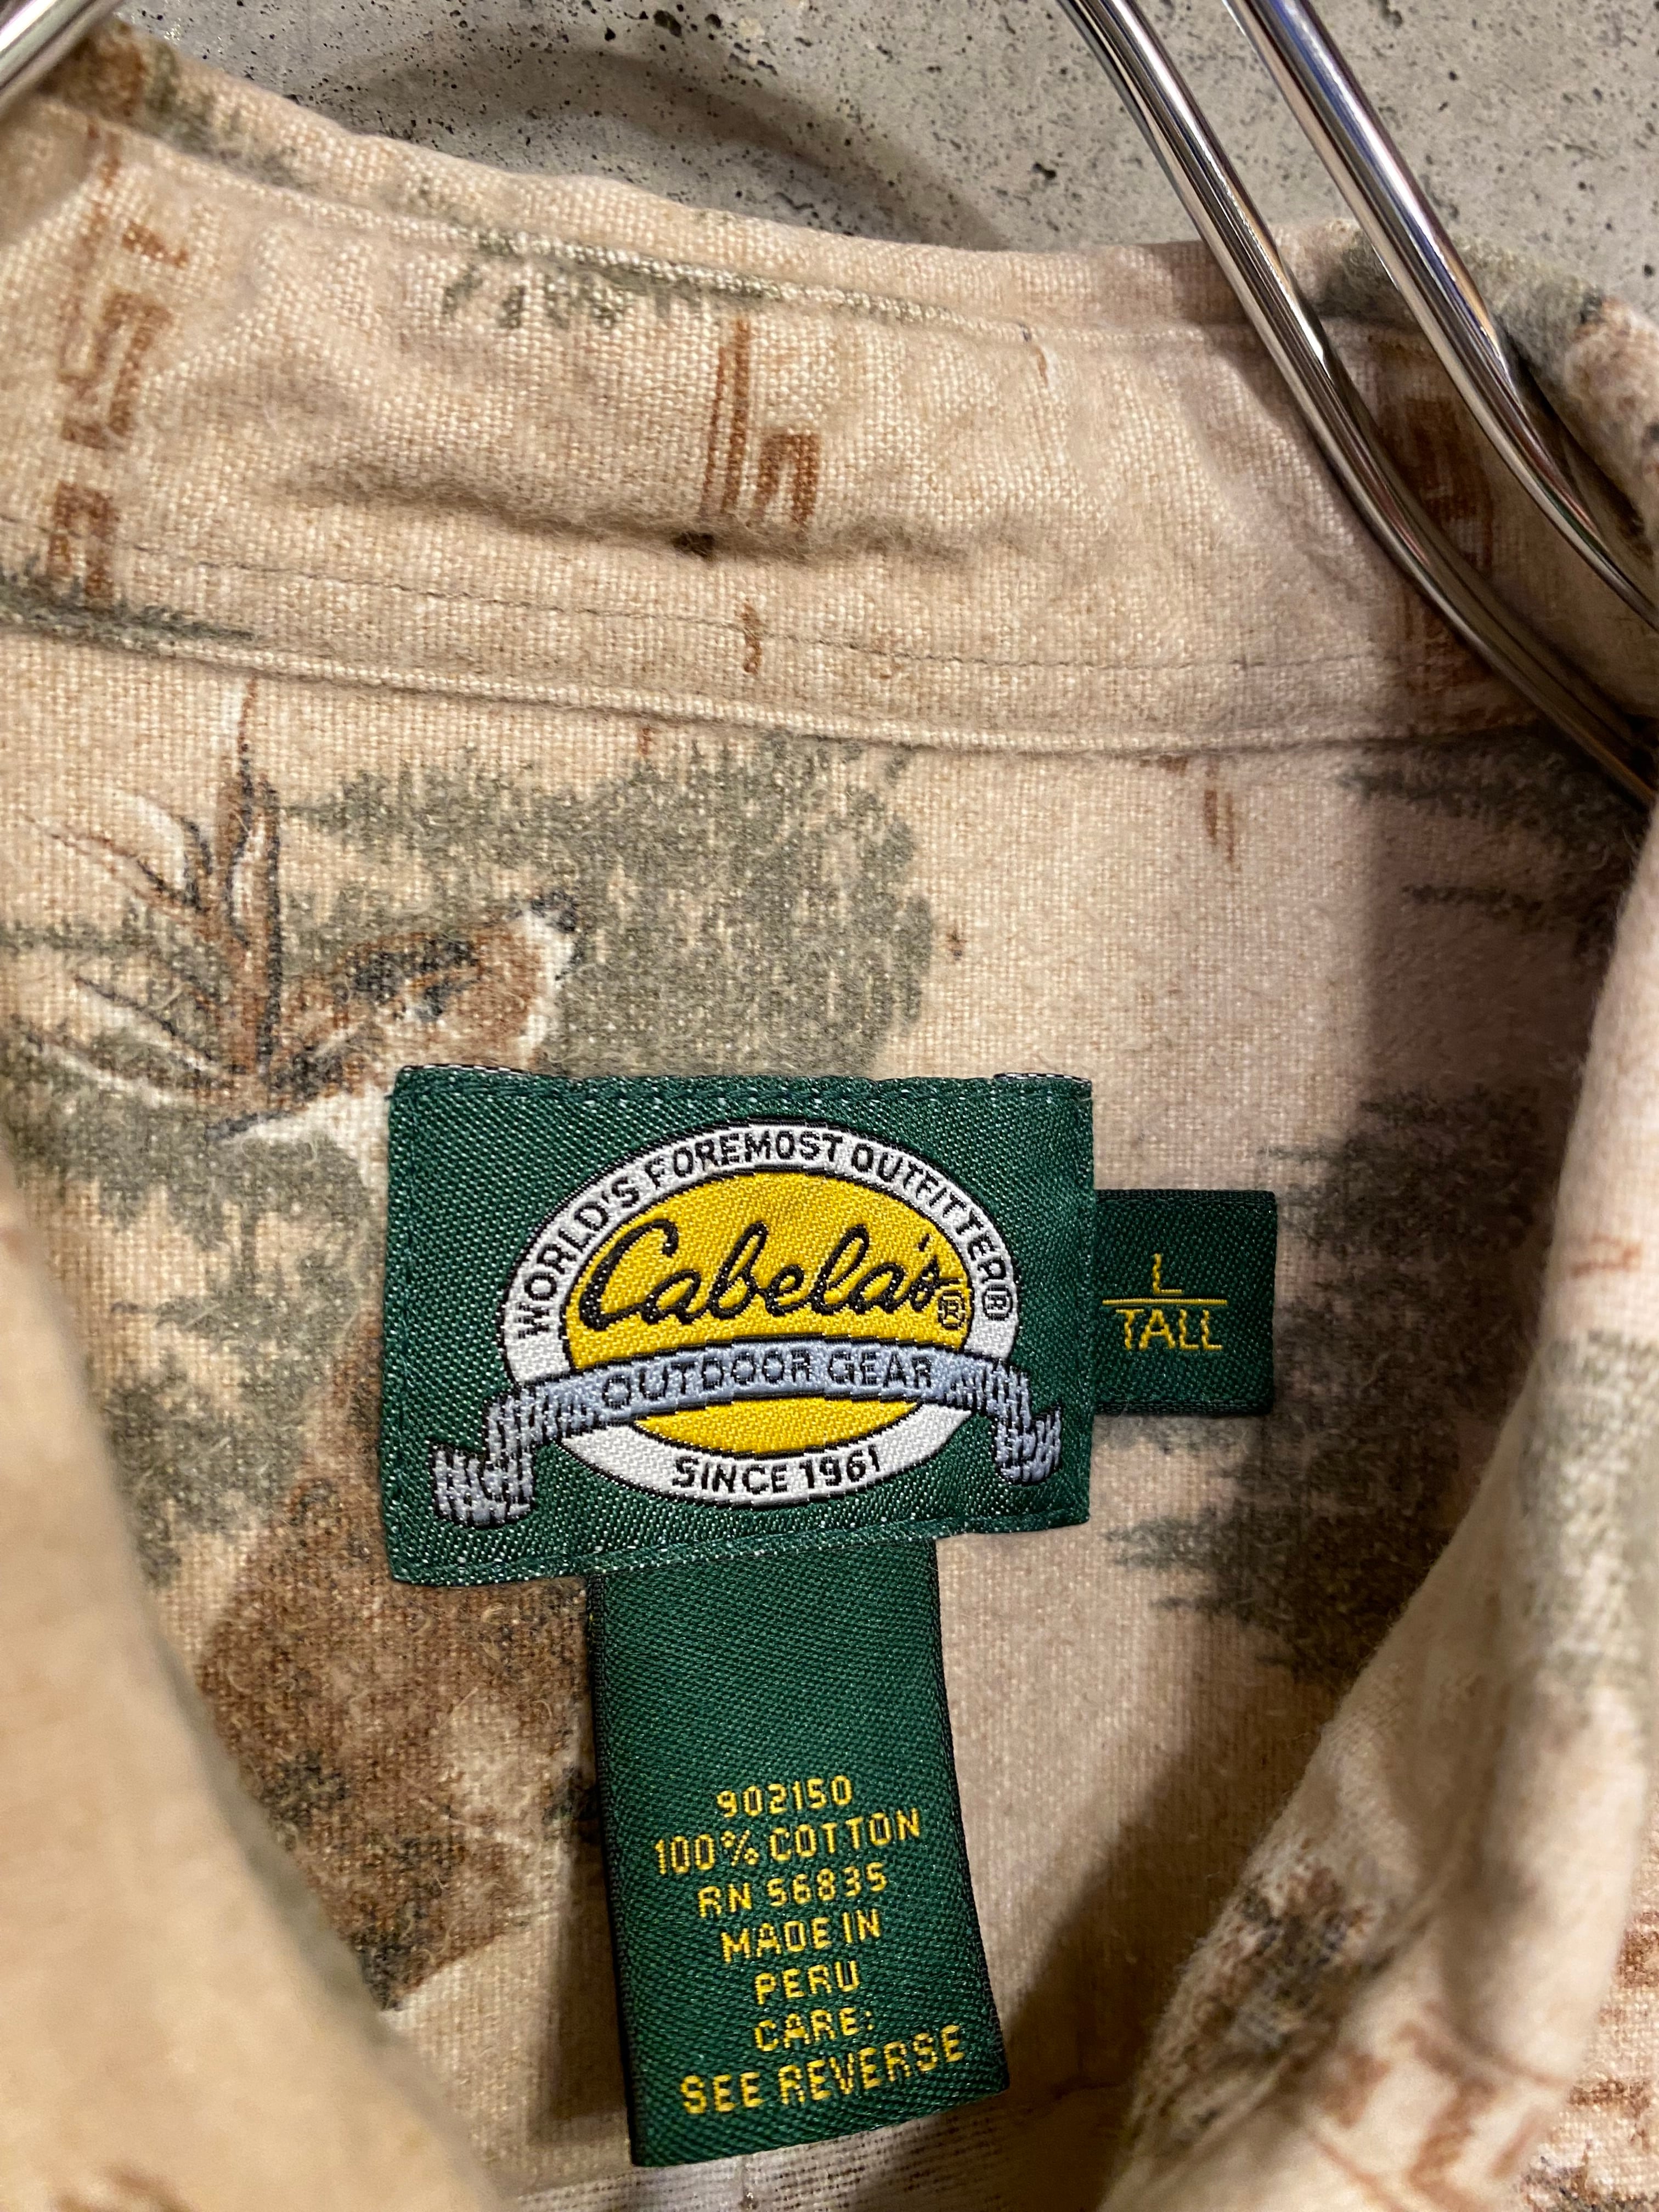 WORLD'S FOREMOST OUTFITTER®
Cabela's®
OUTDOOR GEAR
SINCE 1961
L
TALL
902150
100% COTTON
RN 56835
MADE IN
PERU
CARE:
SEE REVERSE